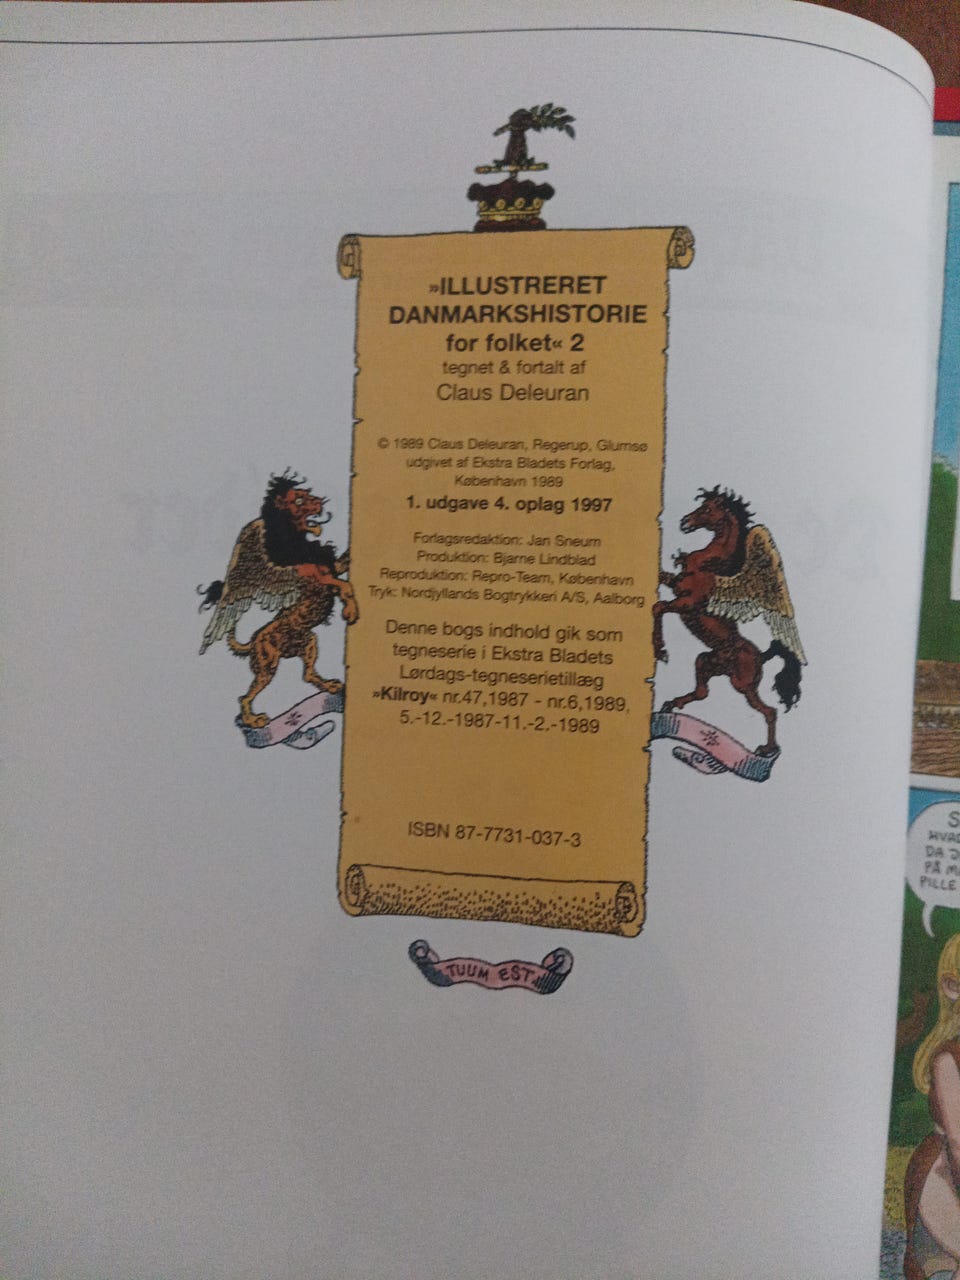 »ILLUSTRERET
DANMARKSHISTORIE
for folket« 2
tegnet & fortalt af
Claus Deleuran
© 1989 Claus Deleuran, Regerup, Glumsø
udgivet af Ekstra Bladets Forlag,
København 1989
1. udgave 4. oplag 1997
Forlagsredaktion: Jan Sneum
Produktion: Bjarne Lindblad
Reproduktion: Repro-Team, København
Tryk: Nordjyllands Bogtrykkeri A/S, Aalborg
Denne bogs indhold gik som
tegneserie i Ekstra Bladets
Lørdags-tegneserietillæg
»Kilroy« nr.47,1987 - nr.6,1989,
5.-12.-1987-11.-2.-1989
ISBN 87-7731-037-3
TUUM EST
DA
PÅ
PILLE